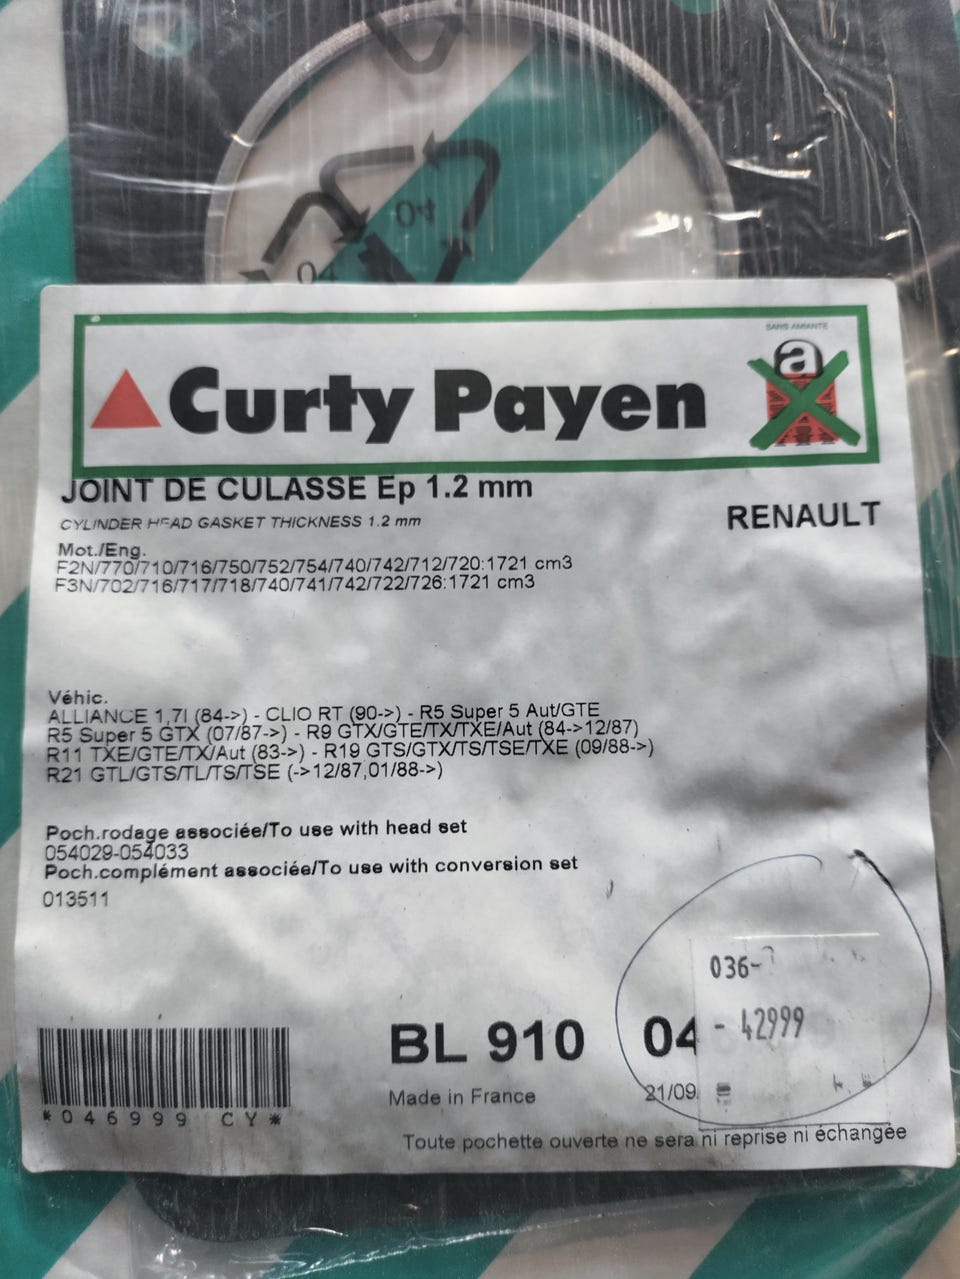 04
04
SANS AMIANTE
a
Curty Payen
JOINT DE CULASSE Ep 1.2 mm
CYLINDER HEAD GASKET THICKNESS 1.2 mm
RENAULT
Mot./Eng.
F2N/770/710/716/750/752/754/740/742/712/720:1721 cm3
F3N/702/716/717/718/740/741/742/722/726:1721 cm3
Véhic.
ALLIANCE 1,7l (84->) - CLIO RT (90->) - R5 Super 5 Aut/GTE
R5 Super 5 GTX (07/87->) - R9 GTX/GTE/TX/TXE/Aut (84->12/87)
R11 TXE/GTE/TX/Aut (83->) - R19 GTS/GTX/TS/TSE/TXE (09/88->)
R21 GTL/GTS/TL/TS/TSE (->12/87,01/88->)
Poch.rodage associée/To use with head set
054029-054033
Poch.complément associée/To use with conversion set
013511
036-
- 42999
BL 910 04
Made in France 21/09
*046999 CY*
Toute pochette ouverte ne sera ni reprise ni échangée